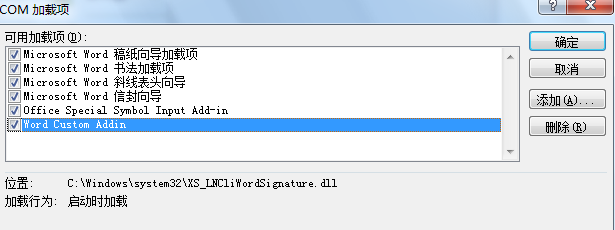 COM 加载项
可用加载项(D):
Microsoft Word 稿纸向导加载项
Microsoft Word 书法加载项
Microsoft Word 斜线表头向导
Microsoft Word 信封向导
Office Special Symbol Input Add-in
Word Custom Addin
确定
取消
添加(A)...
删除(R)
位置: C:\Windows\system32\XS_LNCliWordSignature.dll
加载行为: 启动时加载